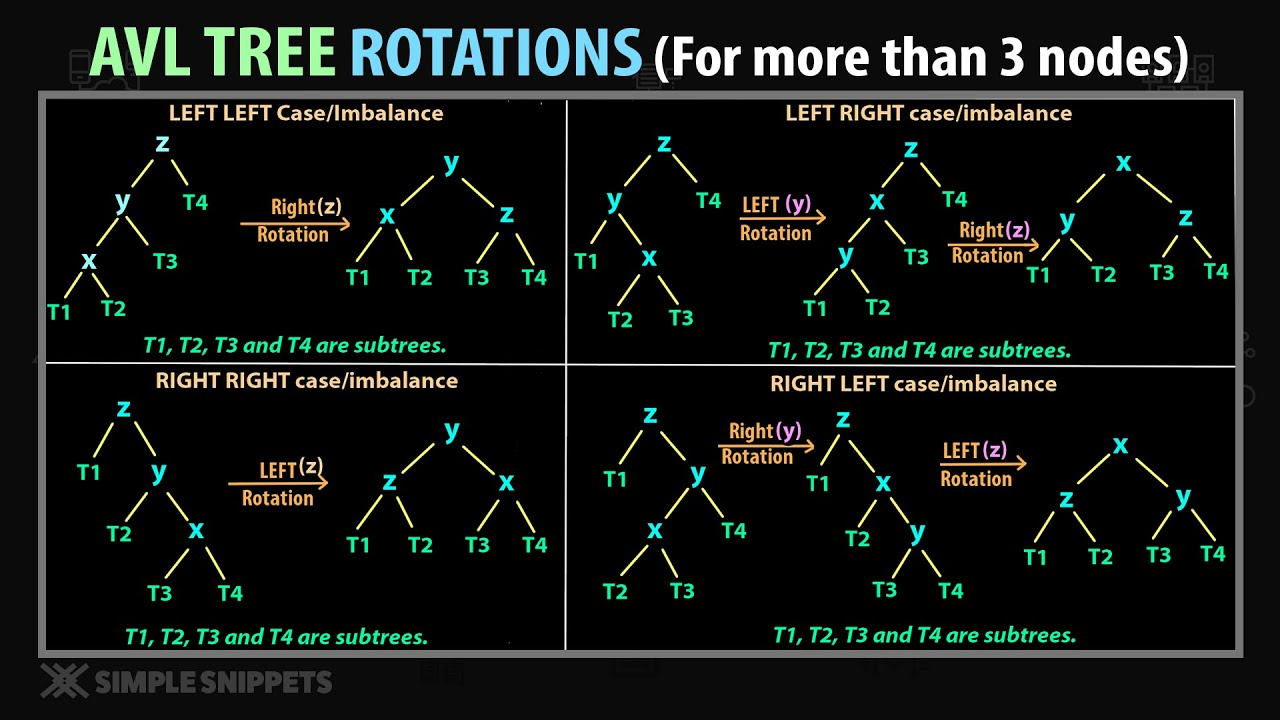 AVL TREE ROTATIONS (For more than 3 nodes)
LEFT LEFT Case/Imbalance
z
y
T4
x
T3
T1
T2
Right(z)
Rotation
y
x
z
T1
T2
T3
T4
T1, T2, T3 and T4 are subtrees.
LEFT RIGHT case/imbalance
z
y
T4
T1
x
T2
T3
LEFT (y)
Rotation
z
x
T4
y
T3
T1
T2
Right(z)
Rotation
x
y
z
T1
T2
T3
T4
T1, T2, T3 and T4 are subtrees.
RIGHT RIGHT case/imbalance
z
T1
y
T2
x
T3
T4
LEFT(z)
Rotation
y
z
x
T1
T2
T3
T4
T1, T2, T3 and T4 are subtrees.
RIGHT LEFT case/imbalance
z
T1
y
x
T4
T2
T3
Right(y)
Rotation
z
T1
x
T2
y
T3
T4
LEFT(z)
Rotation
x
z
y
T1
T2
T3
T4
T1, T2, T3 and T4 are subtrees.
SIMPLE SNIPPETS